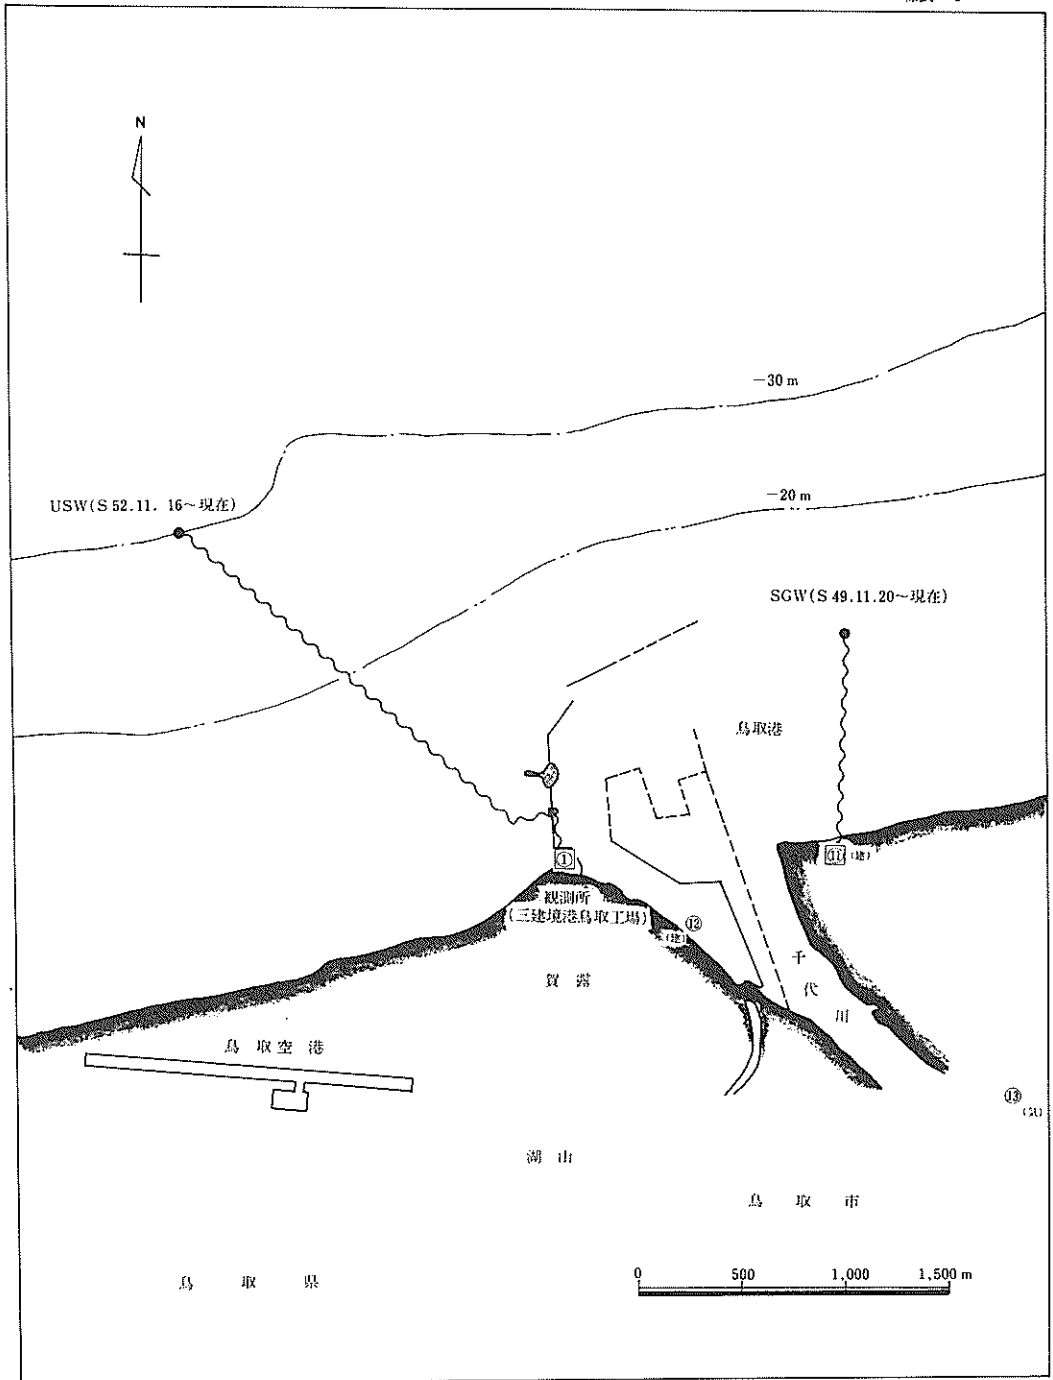 N
−30 m
−20 m
USW(S 52.11. 16~現在)
SGW(S 49.11.20~現在)
鳥取港
①
⑪ (建)
観測所
(三建境港鳥取工場)
⑫
(建)
賀露
千代川
鳥取空港
⑬
湖山
鳥取市
鳥取県
0 500 1,000 1,500 m